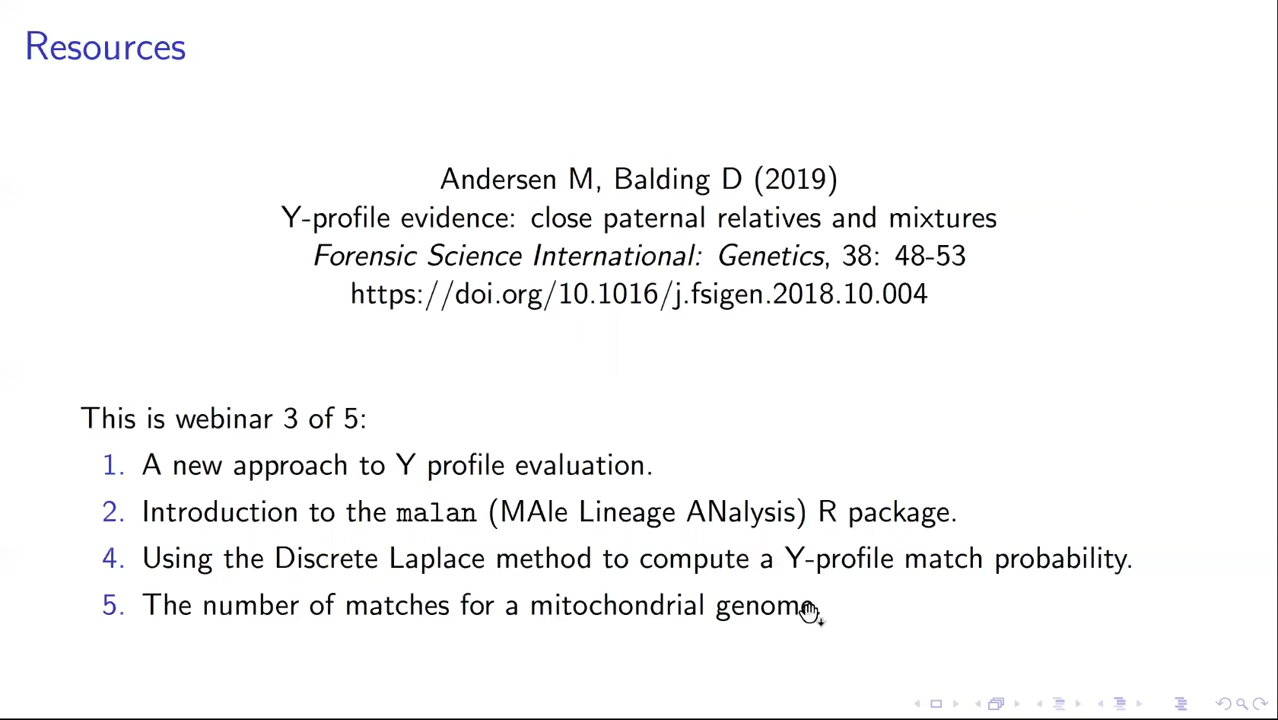 Resources
Andersen M, Balding D (2019)
Y-profile evidence: close paternal relatives and mixtures
Forensic Science International: Genetics, 38: 48-53
https://doi.org/10.1016/j.fsigen.2018.10.004
This is webinar 3 of 5:
1. A new approach to Y profile evaluation.
2. Introduction to the malan (MAle Lineage ANalysis) R package.
4. Using the Discrete Laplace method to compute a Y-profile match probability.
5. The number of matches for a mitochondrial genome.